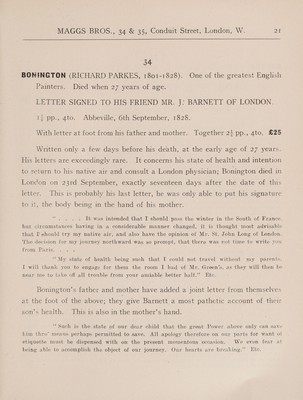 MAGGS BROS., 34 & 35, Conduit Street, London, W. 21
34
BONINGTON (RICHARD PARKES, 1801-1828). One of the greatest English
Painters. Died when 27 years of age.
LETTER SIGNED TO HIS FRIEND MR. J: BARNETT OF LONDON.
1½ pp., 4to. Abbeville, 6th September, 1828.
With letter at foot from his father and mother. Together 2½ pp., 4to. £25
Written only a few days before his death, at the early age of 27 years.
His letters are exceedingly rare. It concerns his state of health and intention
to return to his native air and consult a London physician; Bonington died in
London on 23rd September, exactly seventeen days after the date of this
letter. This is probably his last letter, he was only able to put his signature
to it, the body being in the hand of his mother.
" . . . . It was intended that I should pass the winter in the South of France,
but circumstances having in a considerable manner changed, it is thought most advisable
that I should try my native air, and also have the opinion of Mr. St. John Long of London.
The decision for my journey northward was so prompt, that there was not time to write you
from Paris. . . .
" My state of health being such that I could not travel without my parents,
I will thank you to engage for them the room I had of Mr. Green's, as they will then be
near me to take off all trouble from your amiable better half." Etc.
Bonington's father and mother have added a joint letter from themselves
at the foot of the above; they give Barnett a most pathetic account of their
son's health. This is also in the mother's hand.
" Such is the state of our dear child that the great Power above only can save
him thro' means perhaps permitted to save. All apology therefore on our parts for want of
etiquette must be dispensed with on the present momentous occasion. We even fear of
being able to accomplish the object of our journey. Our hearts are breaking." Etc.